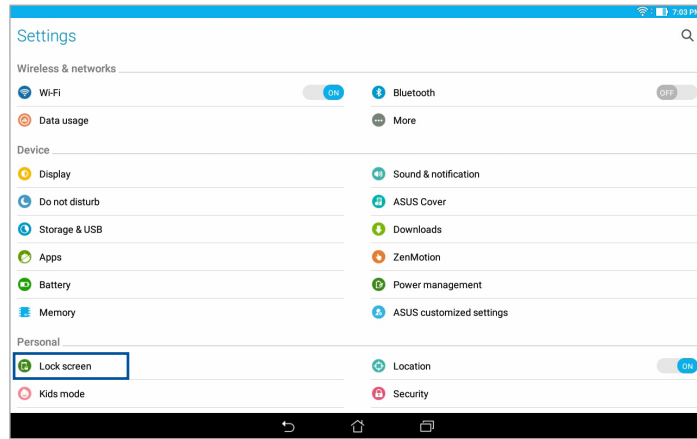 7:03 PM
Settings
Wireless & networks
Wi-Fi ON Bluetooth OFF
Data usage More
Device
Display Sound & notification
Do not disturb ASUS Cover
Storage & USB Downloads
Apps ZenMotion
Battery Power management
Memory ASUS customized settings
Personal
Lock screen Location ON
Kids mode Security